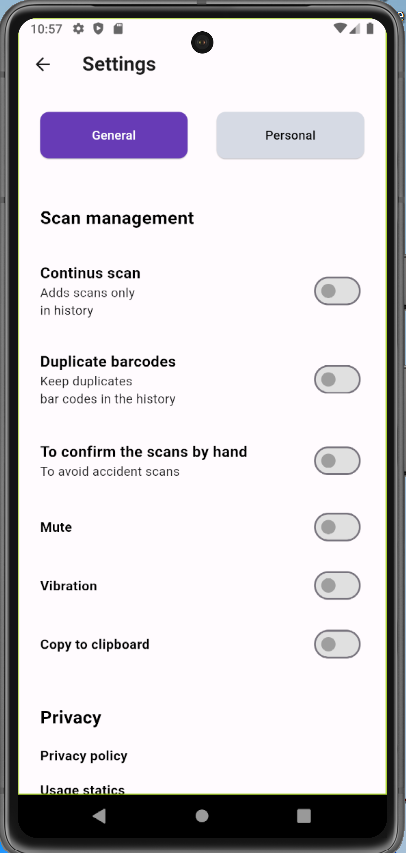 10:57
Settings
General
Personal
Scan management
Continus scan
Adds scans only
in history
Duplicate barcodes
Keep duplicates
bar codes in the history
To confirm the scans by hand
To avoid accident scans
Mute
Vibration
Copy to clipboard
Privacy
Privacy policy
Usage statics